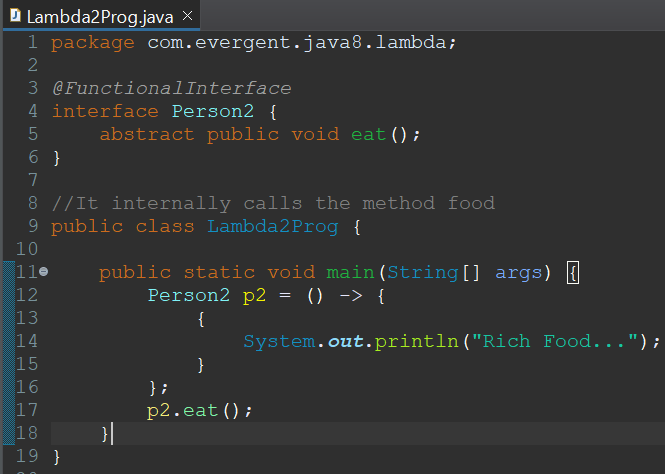 Lambda2Prog.java ×
1 package com.evergent.java8.lambda;
2
3 @FunctionalInterface
4 interface Person2 {
5     abstract public void eat();
6 }
7
8 //It internally calls the method food
9 public class Lambda2Prog {
10
11     public static void main(String[] args) {
12         Person2 p2 = () -> {
13             {
14                 System.out.println("Rich Food...");
15             }
16         };
17         p2.eat();
18     }
19 }